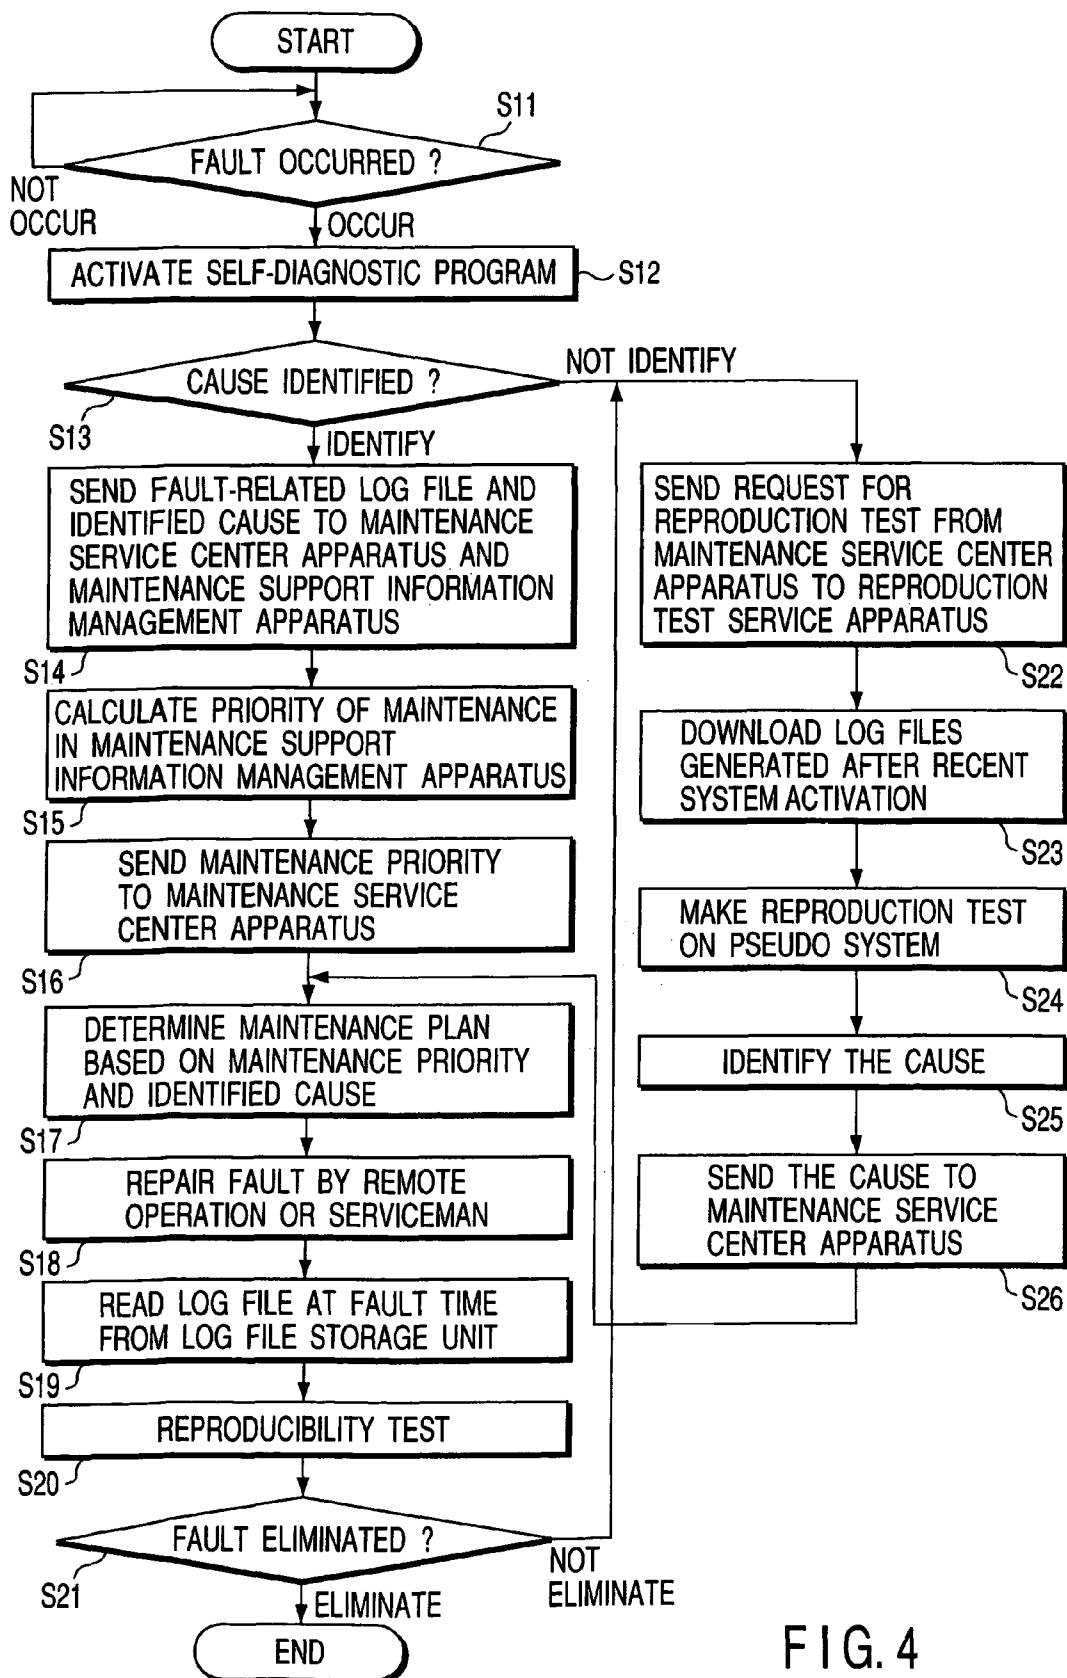 START
S11
FAULT OCCURRED ?
NOT
OCCUR
OCCUR
ACTIVATE SELF-DIAGNOSTIC PROGRAM
S12
CAUSE IDENTIFIED ?
NOT IDENTIFY
S13
IDENTIFY
SEND FAULT-RELATED LOG FILE AND
IDENTIFIED CAUSE TO MAINTENANCE
SERVICE CENTER APPARATUS AND
MAINTENANCE SUPPORT INFORMATION
MANAGEMENT APPARATUS
S14
CALCULATE PRIORITY OF MAINTENANCE
IN MAINTENANCE SUPPORT
INFORMATION MANAGEMENT APPARATUS
S15
SEND MAINTENANCE PRIORITY
TO MAINTENANCE SERVICE
CENTER APPARATUS
S16
DETERMINE MAINTENANCE PLAN
BASED ON MAINTENANCE PRIORITY
AND IDENTIFIED CAUSE
S17
REPAIR FAULT BY REMOTE
OPERATION OR SERVICEMAN
S18
READ LOG FILE AT FAULT TIME
FROM LOG FILE STORAGE UNIT
S19
REPRODUCIBILITY TEST
S20
FAULT ELIMINATED ?
S21
NOT
ELIMINATE
ELIMINATE
END
SEND REQUEST FOR
REPRODUCTION TEST FROM
MAINTENANCE SERVICE CENTER
APPARATUS TO REPRODUCTION
TEST SERVICE APPARATUS
S22
DOWNLOAD LOG FILES
GENERATED AFTER RECENT
SYSTEM ACTIVATION
S23
MAKE REPRODUCTION TEST
ON PSEUDO SYSTEM
S24
IDENTIFY THE CAUSE
S25
SEND THE CAUSE TO
MAINTENANCE SERVICE
CENTER APPARATUS
S26
FIG. 4